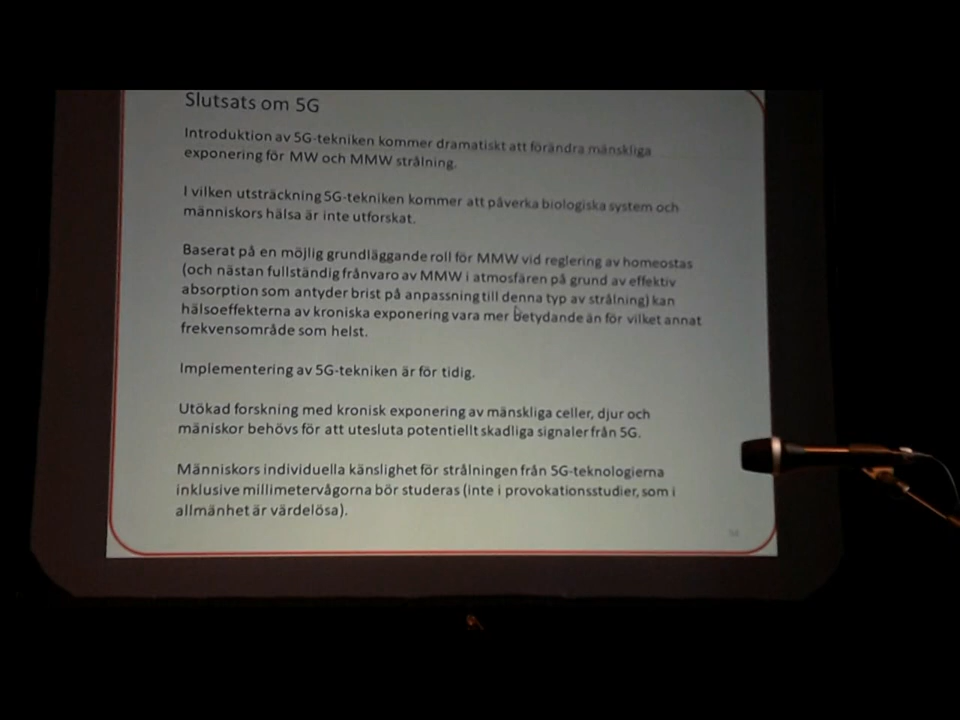 Slutsats om 5G
Introduktion av 5G-tekniken kommer dramatiskt att förändra mänskliga
exponering för MW och MMW strålning.
I vilken utsträckning 5G-tekniken kommer att påverka biologiska system och
människors hälsa är inte utforskat.
Baserat på en möjlig grundläggande roll för MMW vid reglering av homeostas
(och nästan fullständig frånvaro av MMW i atmosfären på grund av effektiv
absorption som antyder brist på anpassning till denna typ av strålning) kan
hälsoeffekterna av kroniska exponering vara mer betydande än för vilket annat
frekvensområde som helst.
Implementering av 5G-tekniken är för tidig.
Utökad forskning med kronisk exponering av mänskliga celler, djur och
mäniskor behövs för att utesluta potentiellt skadliga signaler från 5G.
Människors individuella känslighet för strålningen från 5G-teknologierna
inklusive millimetervågorna bör studeras (inte i provokationsstudier, som i
allmänhet är värdelösa).